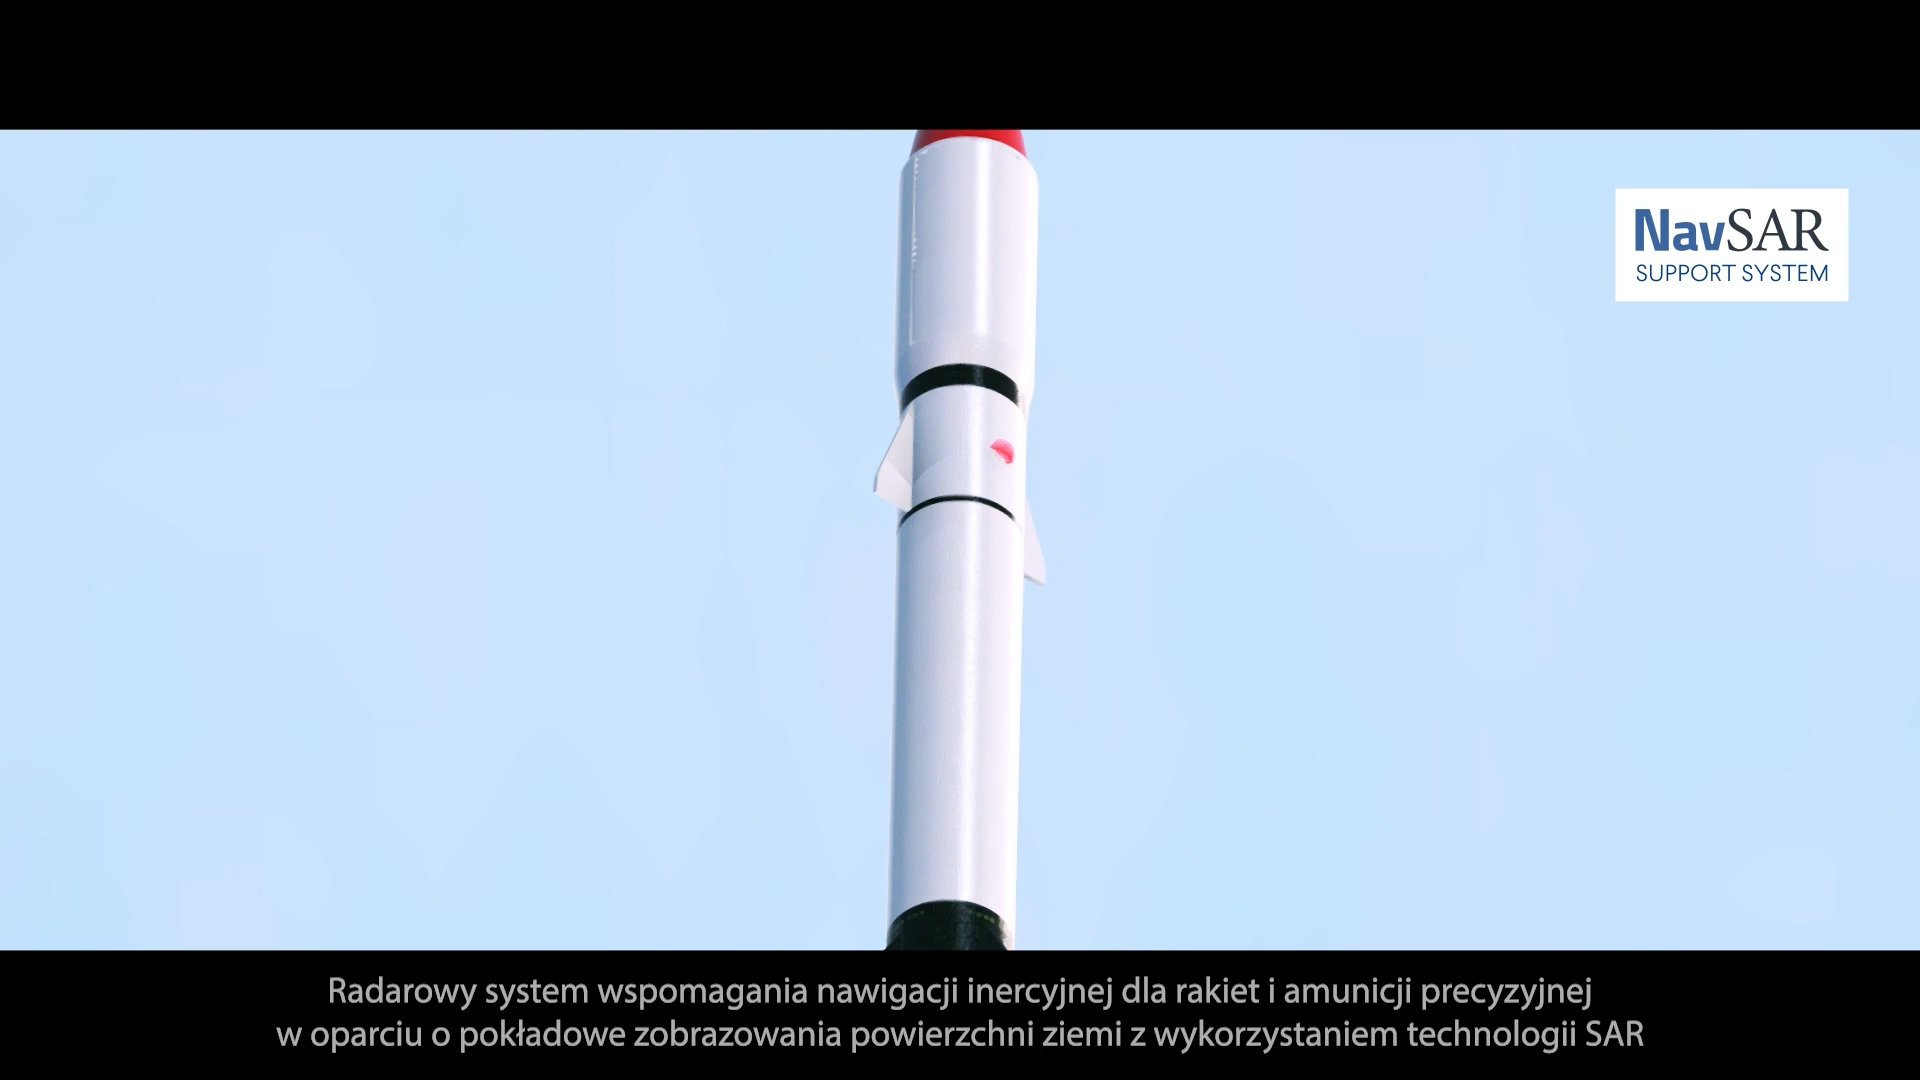 NavSAR
SUPPORT SYSTEM
Radarowy system wspomagania nawigacji inercyjnej dla rakiet i amunicji precyzyjnej
w oparciu o pokładowe zobrazowania powierzchni ziemi z wykorzystaniem technologii SAR